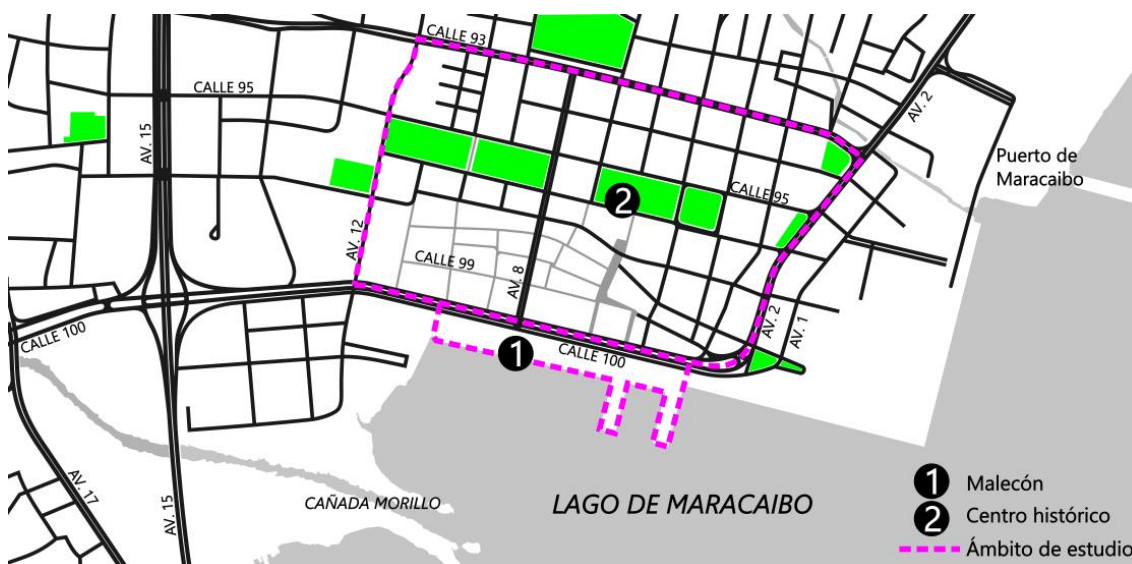 CALLE 93
CALLE 95
AV. 2
AV. 15
Puerto de
Maracaibo
CALLE 95
2
AV. 12
CALLE 99
AV. 8
AV. 2
AV. 1
CALLE 100
1
CALLE 100
AV. 17
AV. 15
CAÑADA MORILLO
LAGO DE MARACAIBO
1 Malecón
2 Centro histórico
Ámbito de estudio